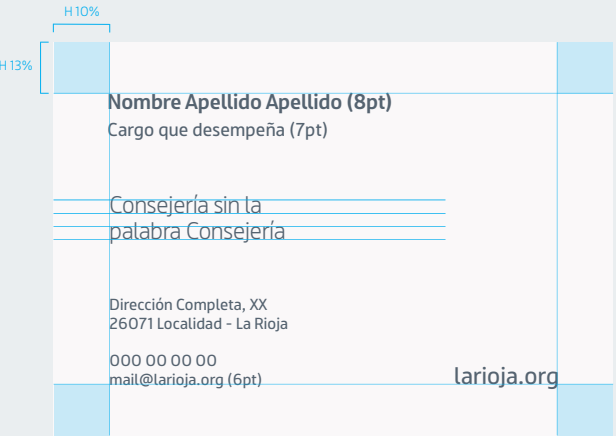 H 10%
H 13%
Nombre Apellido Apellido (8pt)
Cargo que desempeña (7pt)
Consejería sin la
palabra Consejería
Dirección Completa, XX
26071 Localidad - La Rioja
000 00 00 00
mail@larioja.org (6pt)
larioja.org